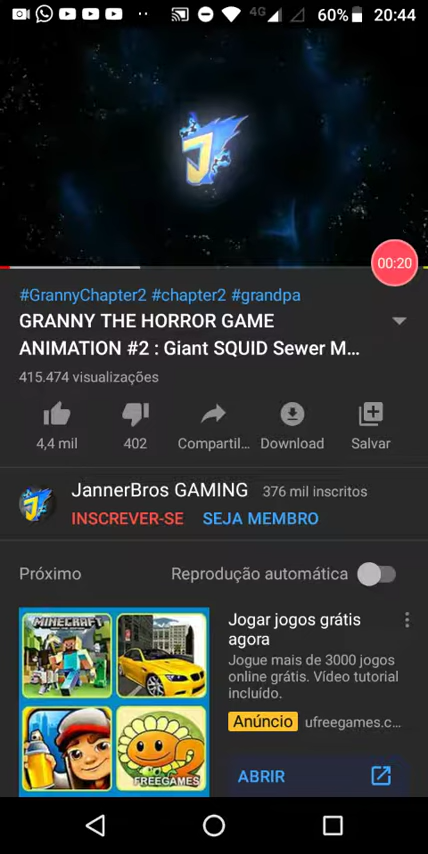 4G 60% 20:44
J
00:20
#GrannyChapter2 #chapter2 #grandpa
GRANNY THE HORROR GAME
ANIMATION #2 : Giant SQUID Sewer M...
415.474 visualizações
4,4 mil 402 Compartil... Download Salvar
JannerBros GAMING 376 mil inscritos
INSCREVER-SE SEJA MEMBRO
Próximo Reprodução automática
MINECRAFT
FREEGAMES
Jogar jogos grátis
agora
Jogue mais de 3000 jogos
online grátis. Vídeo tutorial
incluído.
Anúncio ufreegames.c...
ABRIR